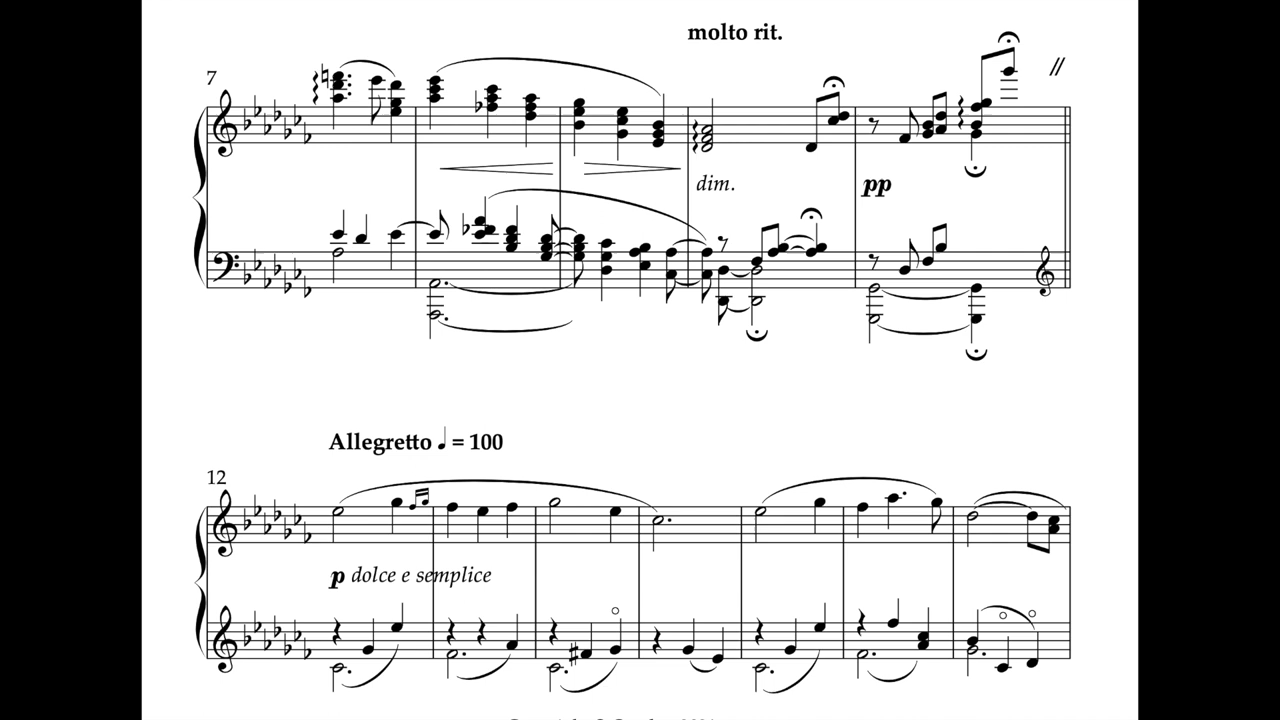 molto rit.
7
dim.
pp
Allegretto ♩ = 100
12
p dolce e semplice